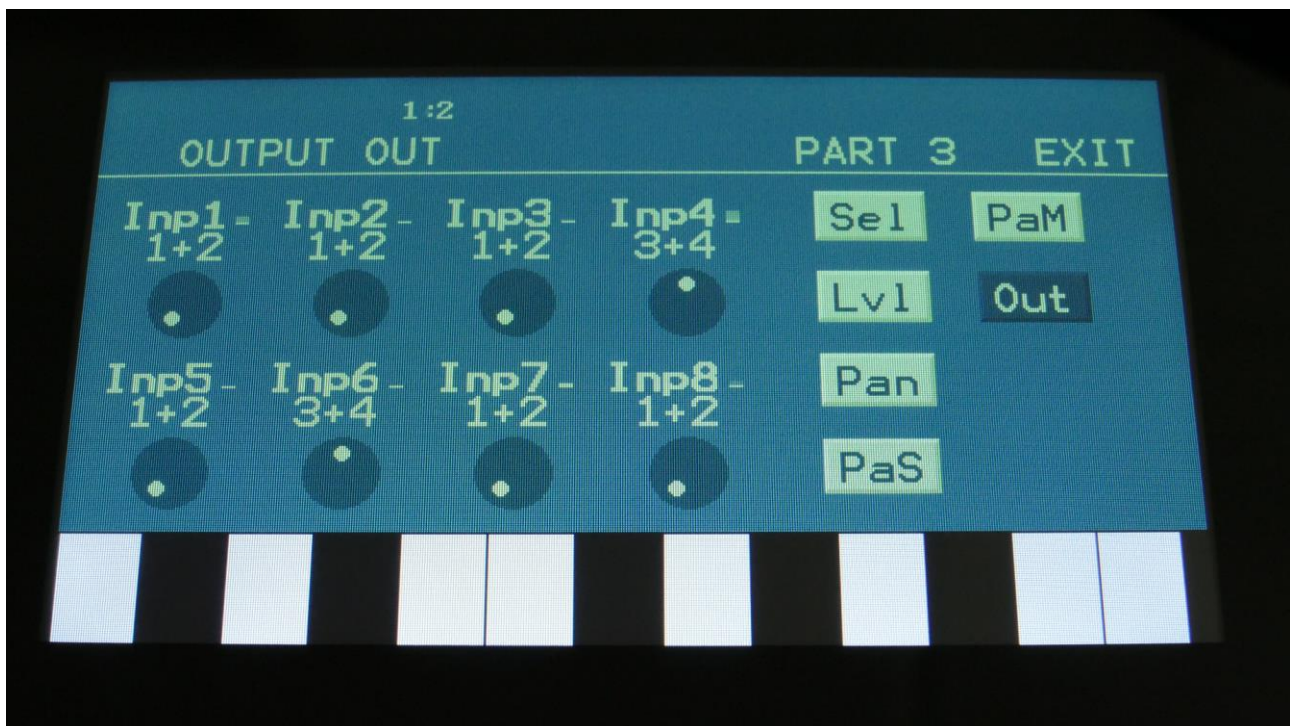 1:2
OUTPUT OUT PART 3 EXIT
Inp1 Inp2 Inp3 Inp4 Sel PaM
1+2 1+2 1+2 3+4
Lvl Out
Inp5 Inp6 Inp7 Inp8 Pan
1+2 3+4 1+2 1+2
PaS